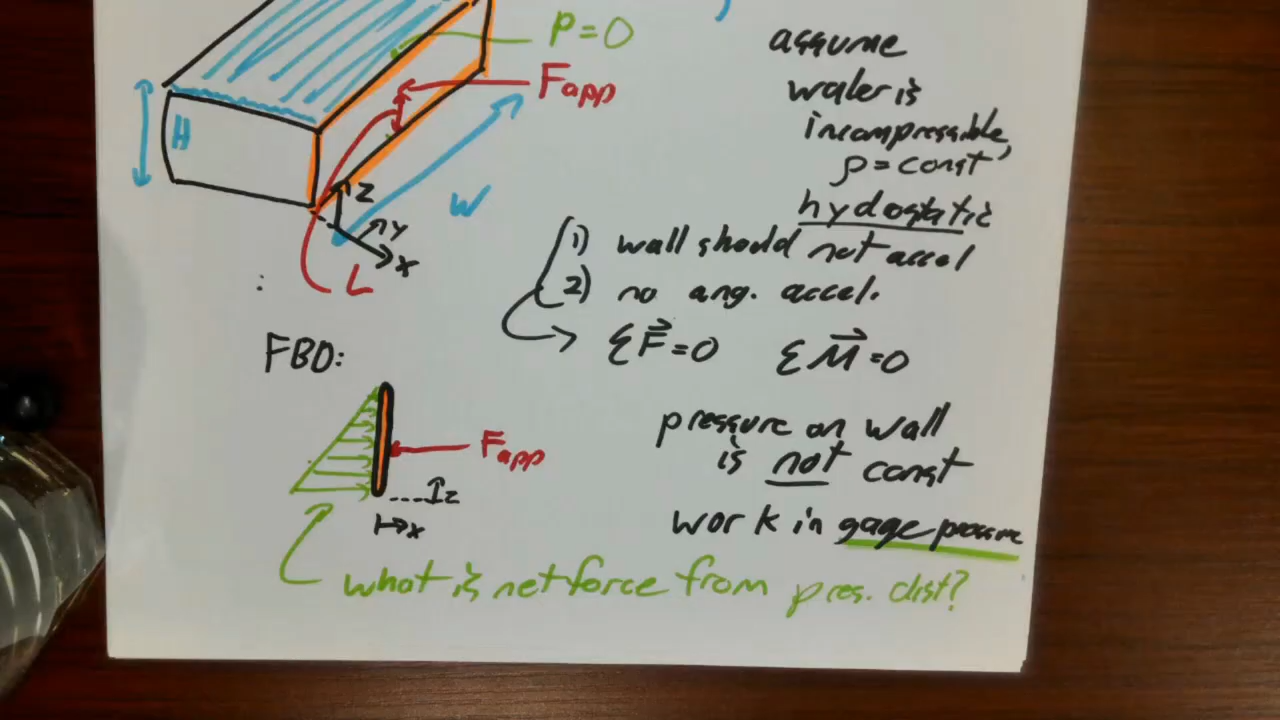 P=0
Fapp
H
W
Z
Y
X
L
assume
water is
incompressible,
ρ=const
hydostatic
1) wall should not accel
2) no ang. accel.
ΣF⃗=0 ΣM⃗=0
FBD:
Fapp
z
x
pressure on wall
is not const
work in gage pressure
what is net force from pres. dist?